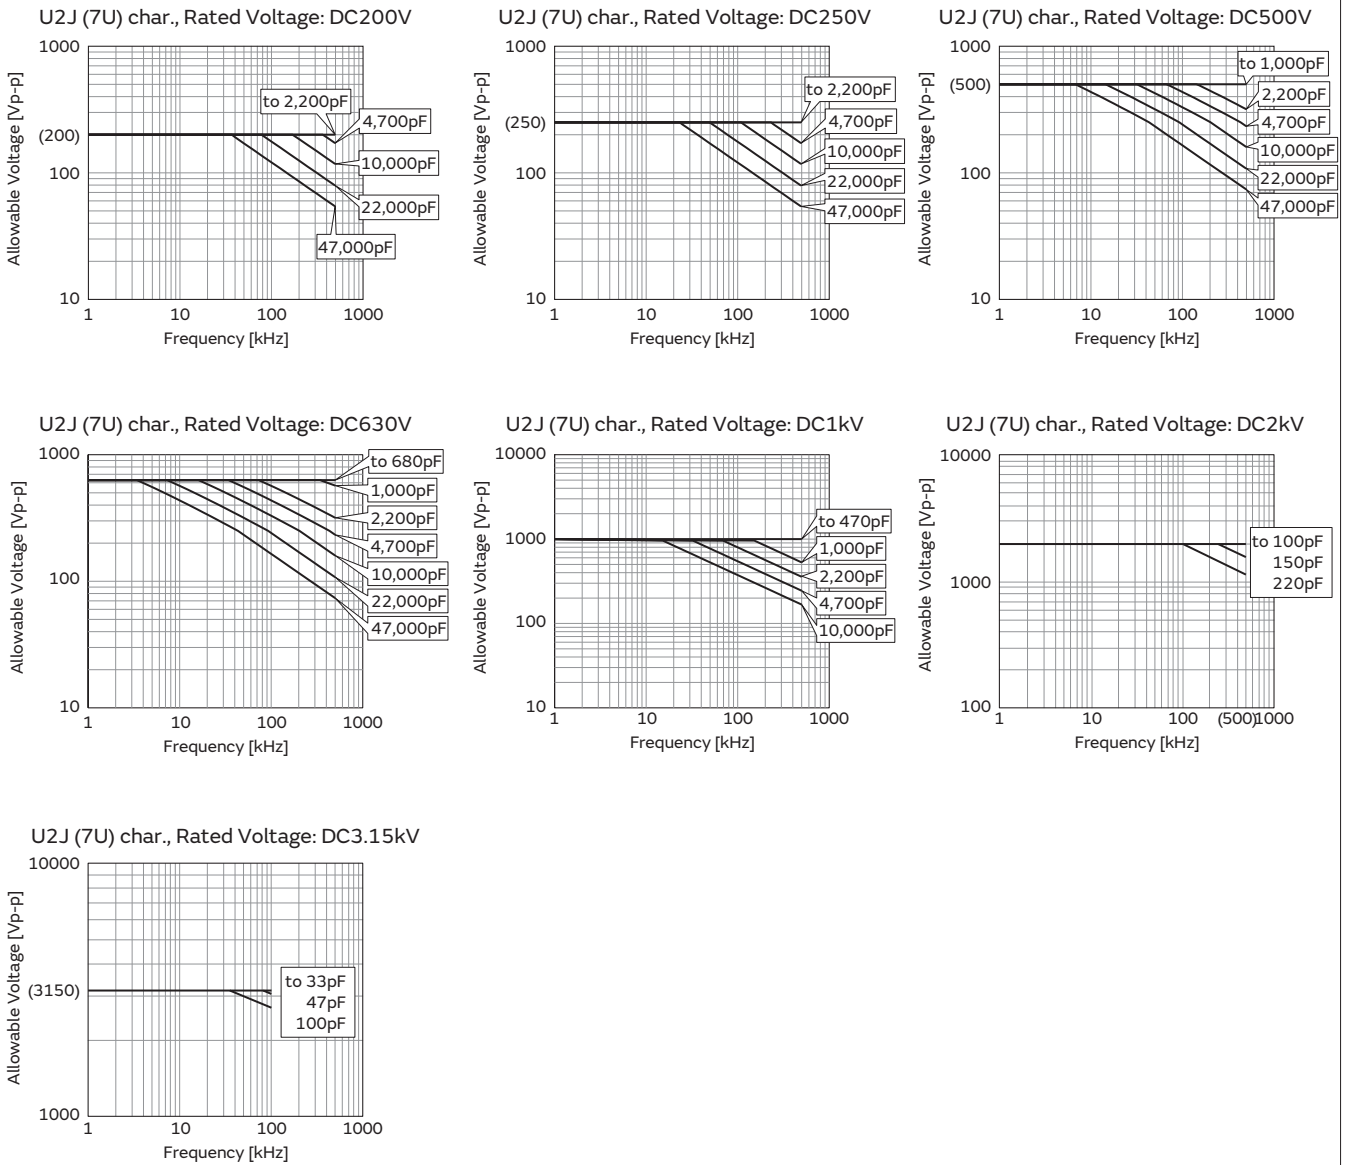 U2J (7U) char., Rated Voltage: DC200V
Allowable Voltage [Vp-p]
1000
(200)
100
10
to 2,200pF
4,700pF
10,000pF
22,000pF
47,000pF
1 10 100 1000
Frequency [kHz]
U2J (7U) char., Rated Voltage: DC250V
Allowable Voltage [Vp-p]
1000
(250)
100
10
to 2,200pF
4,700pF
10,000pF
22,000pF
47,000pF
1 10 100 1000
Frequency [kHz]
U2J (7U) char., Rated Voltage: DC500V
Allowable Voltage [Vp-p]
1000
(500)
100
10
to 1,000pF
2,200pF
4,700pF
10,000pF
22,000pF
47,000pF
1 10 100 1000
Frequency [kHz]
U2J (7U) char., Rated Voltage: DC630V
Allowable Voltage [Vp-p]
1000
100
10
to 680pF
1,000pF
2,200pF
4,700pF
10,000pF
22,000pF
47,000pF
1 10 100 1000
Frequency [kHz]
U2J (7U) char., Rated Voltage: DC1kV
Allowable Voltage [Vp-p]
10000
1000
100
10
to 470pF
1,000pF
2,200pF
4,700pF
10,000pF
1 10 100 1000
Frequency [kHz]
U2J (7U) char., Rated Voltage: DC2kV
Allowable Voltage [Vp-p]
10000
1000
100
to 100pF
150pF
220pF
1 10 100 (500) 1000
Frequency [kHz]
U2J (7U) char., Rated Voltage: DC3.15kV
Allowable Voltage [Vp-p]
10000
(3150)
1000
to 33pF
47pF
100pF
1 10 100 1000
Frequency [kHz]